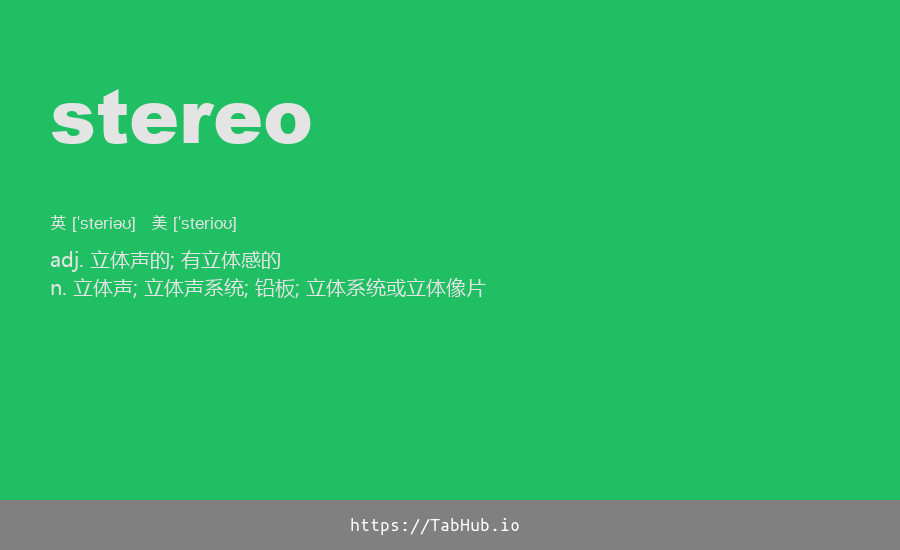 stereo
英 [ˈsteriəʊ] 美 [ˈsterioʊ]
adj. 立体声的; 有立体感的
n. 立体声; 立体声系统; 铅板; 立体系统或立体像片
https://TabHub.io